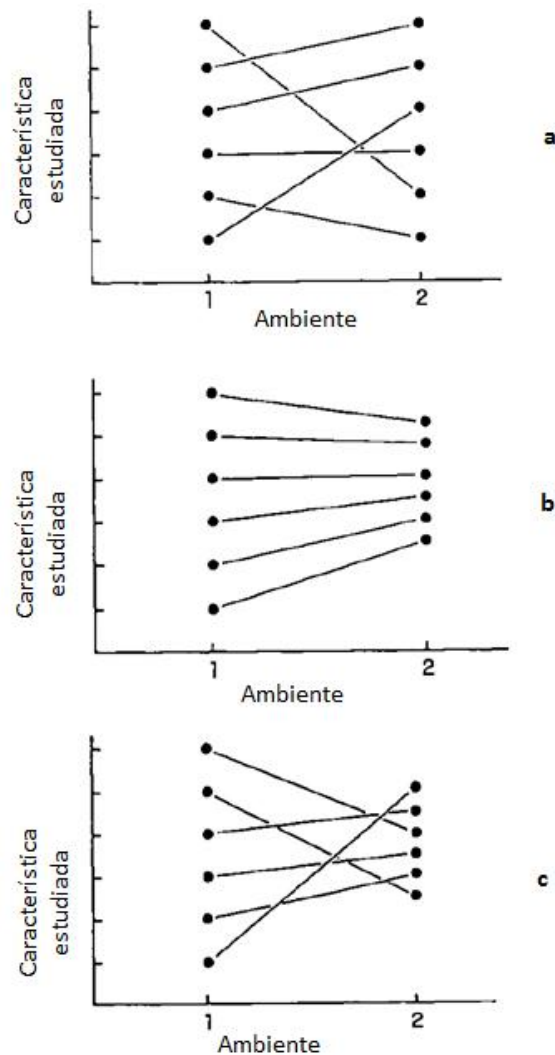 Característica
estudiada
a
1
2
Ambiente
Característica
estudiada
b
1
2
Ambiente
Característica
estudiada
c
1
2
Ambiente